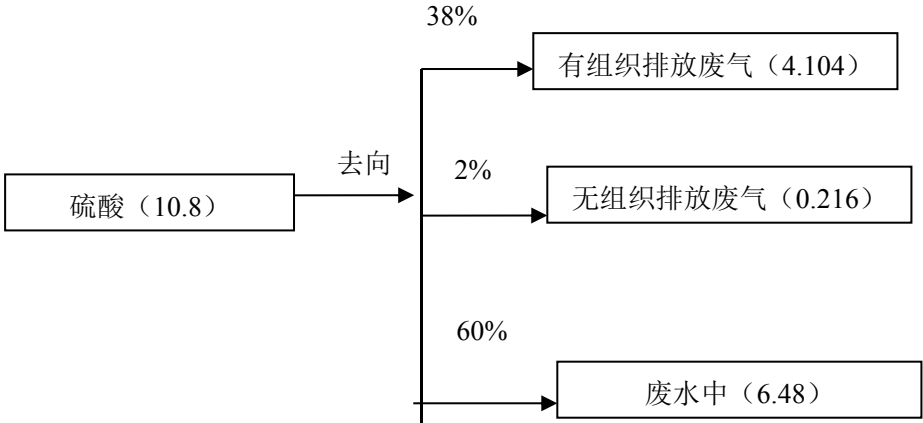 38%
有组织排放废气（4.104）
去向
2%
硫酸（10.8）
无组织排放废气（0.216）
60%
废水中（6.48）